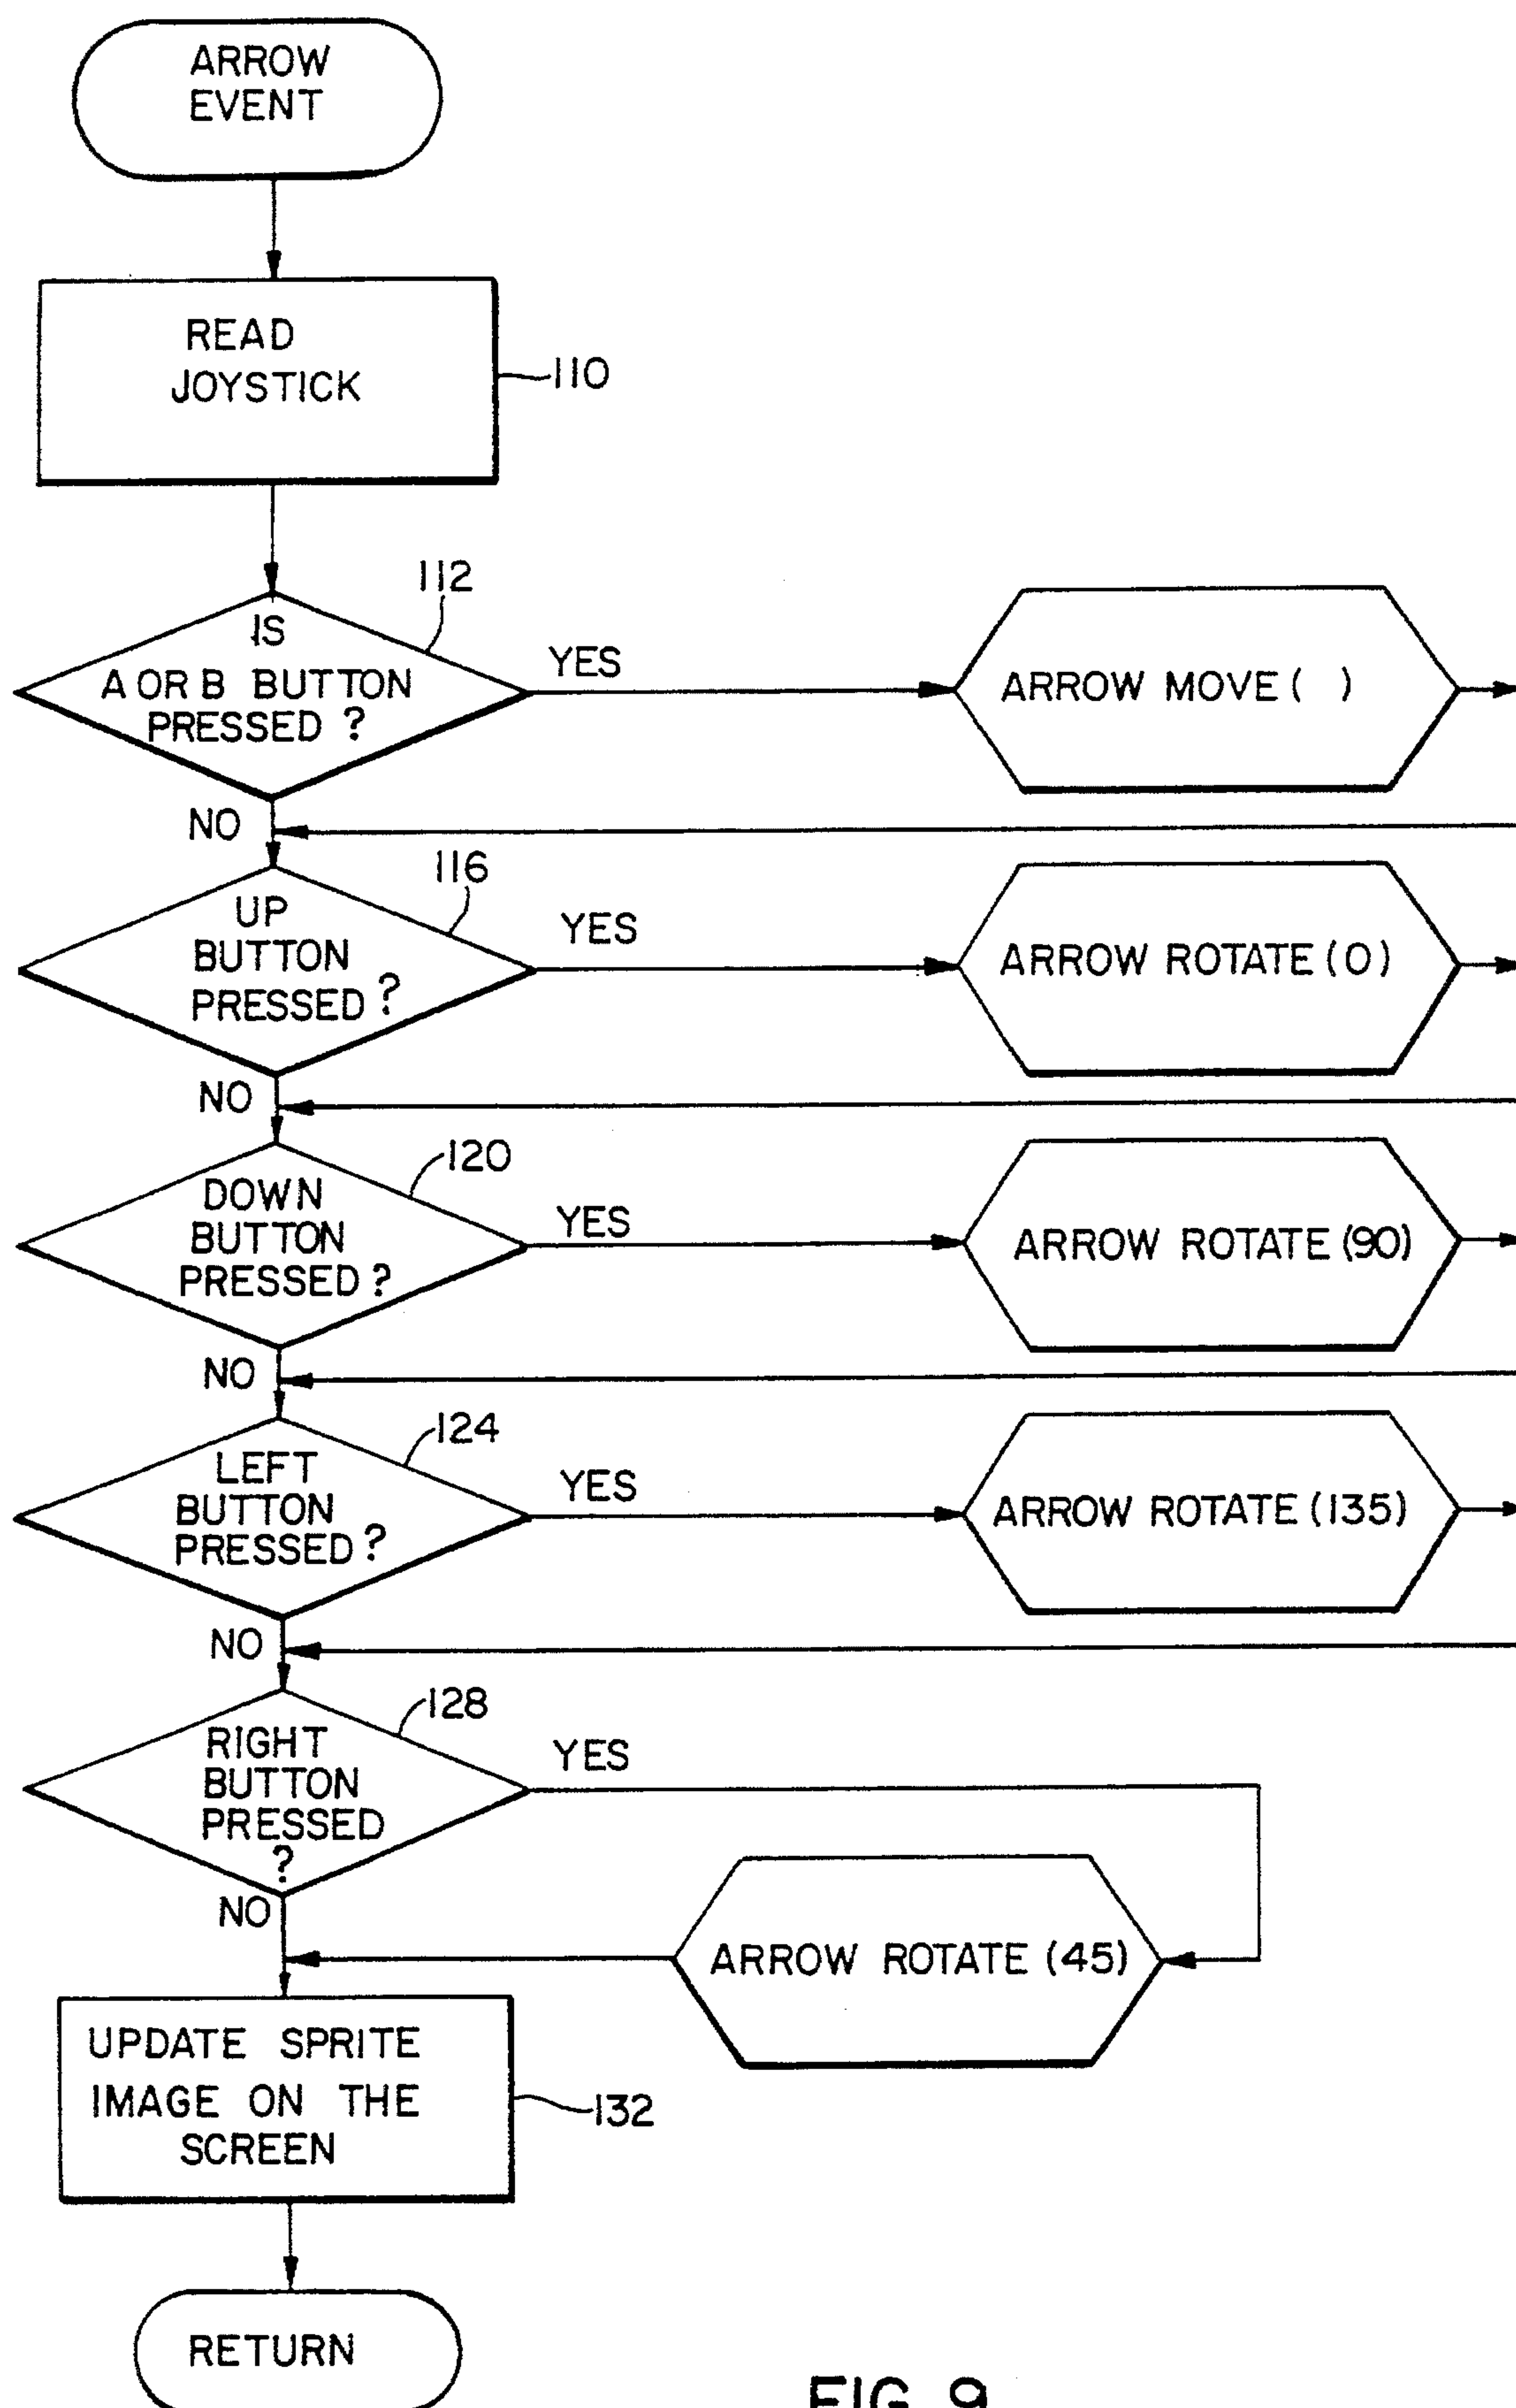 ARROW
EVENT
READ
JOYSTICK
110
112
IS
A OR B BUTTON
PRESSED ?
YES
ARROW MOVE ( )
NO
116
UP
BUTTON
PRESSED ?
YES
ARROW ROTATE (0)
NO
120
DOWN
BUTTON
PRESSED ?
YES
ARROW ROTATE (90)
NO
124
LEFT
BUTTON
PRESSED ?
YES
ARROW ROTATE (135)
NO
128
RIGHT
BUTTON
PRESSED
?
YES
NO
ARROW ROTATE (45)
UPDATE SPRITE
IMAGE ON THE
SCREEN
132
RETURN
FIG. 9